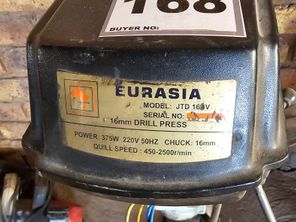 168
BUYER NO:
EURASIA
MODEL: JTD 16BV
SERIAL NO:
16mm DRILL PRESS
POWER: 375W 220V 50HZ CHUCK: 16mm
QUILL SPEED: 450-2500r/min